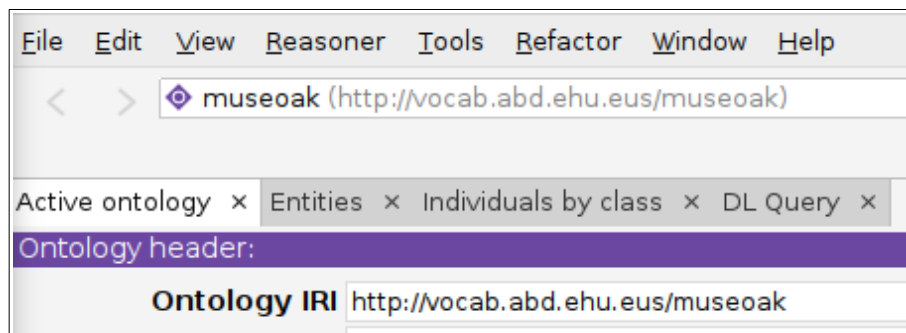 File Edit View Reasoner Tools Refactor Window Help
< > museoak (http://vocab.abd.ehu.eus/museoak)
Active ontology × Entities × Individuals by class × DL Query ×
Ontology header:
Ontology IRI http://vocab.abd.ehu.eus/museoak